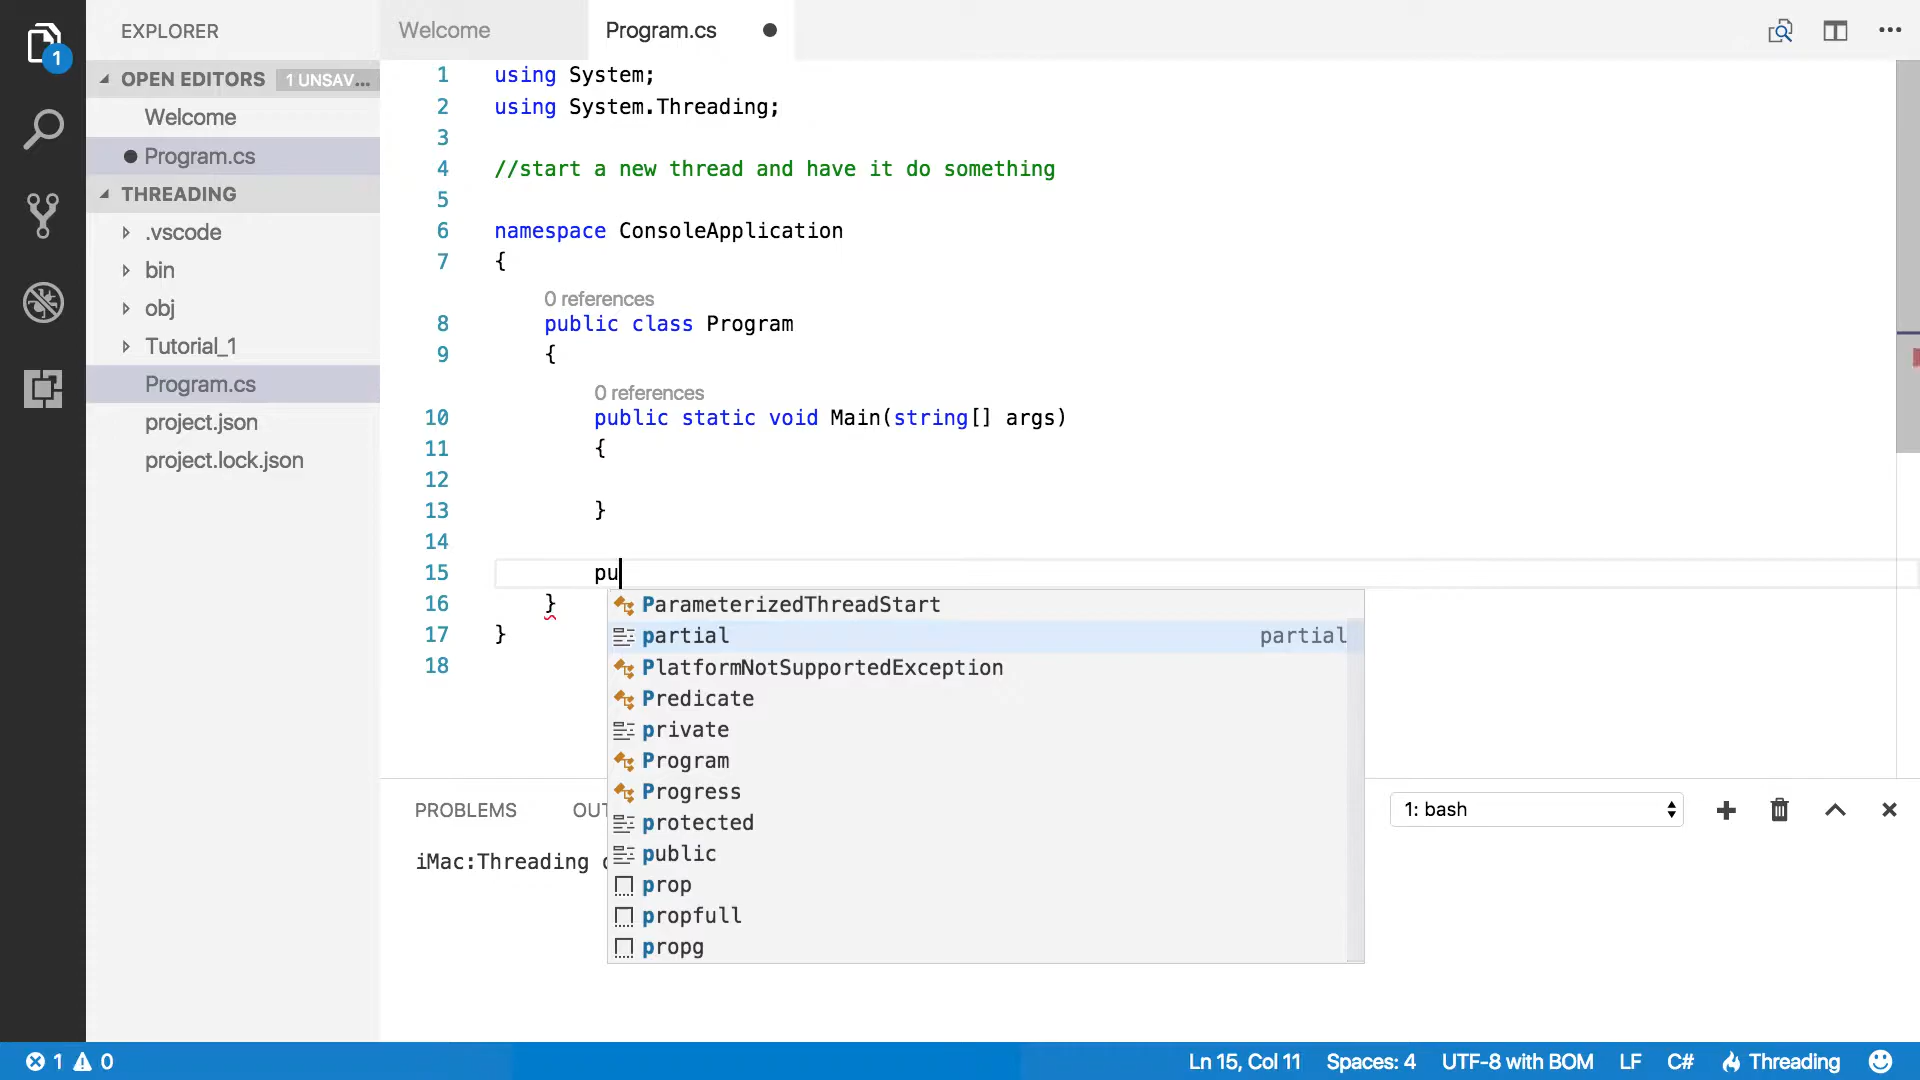 EXPLORER
OPEN EDITORS 1 UNSAV...
Welcome
Program.cs
THREADING
.vscode
bin
obj
Tutorial_1
Program.cs
project.json
project.lock.json
1
Welcome
Program.cs
1 using System;
2 using System.Threading;
3
4 //start a new thread and have it do something
5
6 namespace ConsoleApplication
7 {
0 references
8 public class Program
9 {
0 references
10 public static void Main(string[] args)
11 {
12
13 }
14
15 pu
16 }
17 }
18
ParameterizedThreadStart
partial partial
PlatformNotSupportedException
Predicate
private
Program
Progress
protected
public
prop
propfull
propg
PROBLEMS OUT
1: bash
iMac:Threading
1 0
Ln 15, Col 11 Spaces: 4 UTF-8 with BOM LF C# Threading